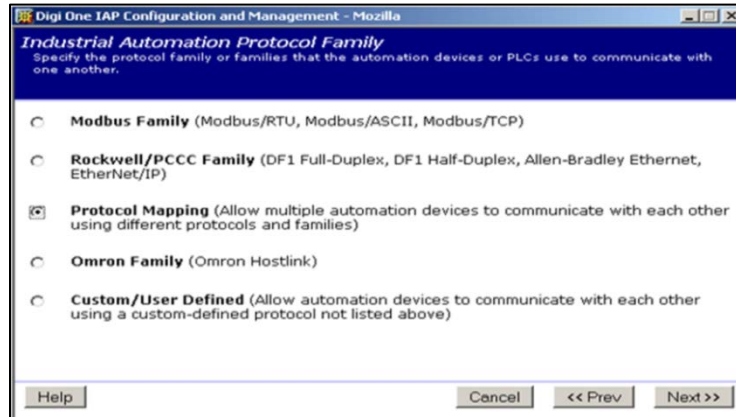 Digi One IAP Configuration and Management - Mozilla
Industrial Automation Protocol Family
Specify the protocol family or families that the automation devices or PLCs use to communicate with
one another.
Modbus Family (Modbus/RTU, Modbus/ASCII, Modbus/TCP)
Rockwell/PCCC Family (DF1 Full-Duplex, DF1 Half-Duplex, Allen-Bradley Ethernet,
EtherNet/IP)
Protocol Mapping (Allow multiple automation devices to communicate with each other
using different protocols and families)
Omron Family (Omron Hostlink)
Custom/User Defined (Allow automation devices to communicate with each other
using a custom-defined protocol not listed above)
Help Cancel << Prev Next >>